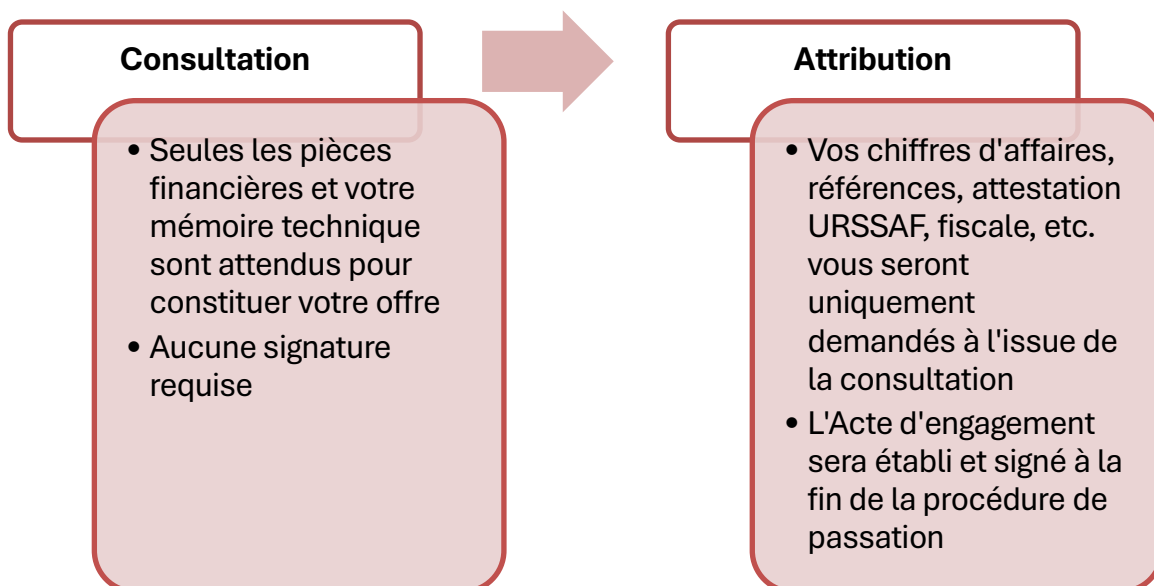 Consultation
• Seules les pièces
financières et votre
mémoire technique
sont attendus pour
constituer votre offre
• Aucune signature
requise
Attribution
• Vos chiffres d'affaires,
références, attestation
URSSAF, fiscale, etc.
vous seront
uniquement
demandés à l'issue de
la consultation
• L'Acte d'engagement
sera établi et signé à la
fin de la procédure de
passation